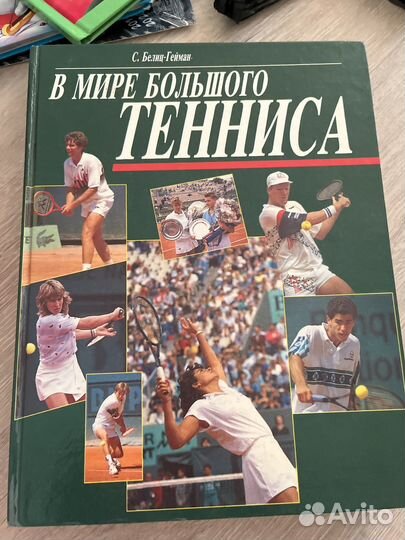 С. Белиц-Гейман
В МИРЕ БОЛЬШОГО
ТЕННИСА
Avito